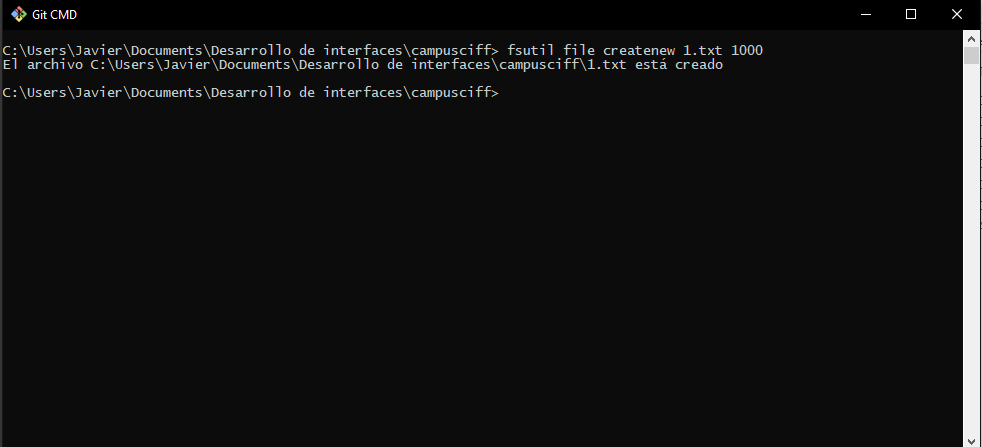 Git CMD
C:\Users\Javier\Documents\Desarrollo de interfaces\campusciff> fsutil file createnew 1.txt 1000
El archivo C:\Users\Javier\Documents\Desarrollo de interfaces\campusciff\1.txt está creado
C:\Users\Javier\Documents\Desarrollo de interfaces\campusciff>